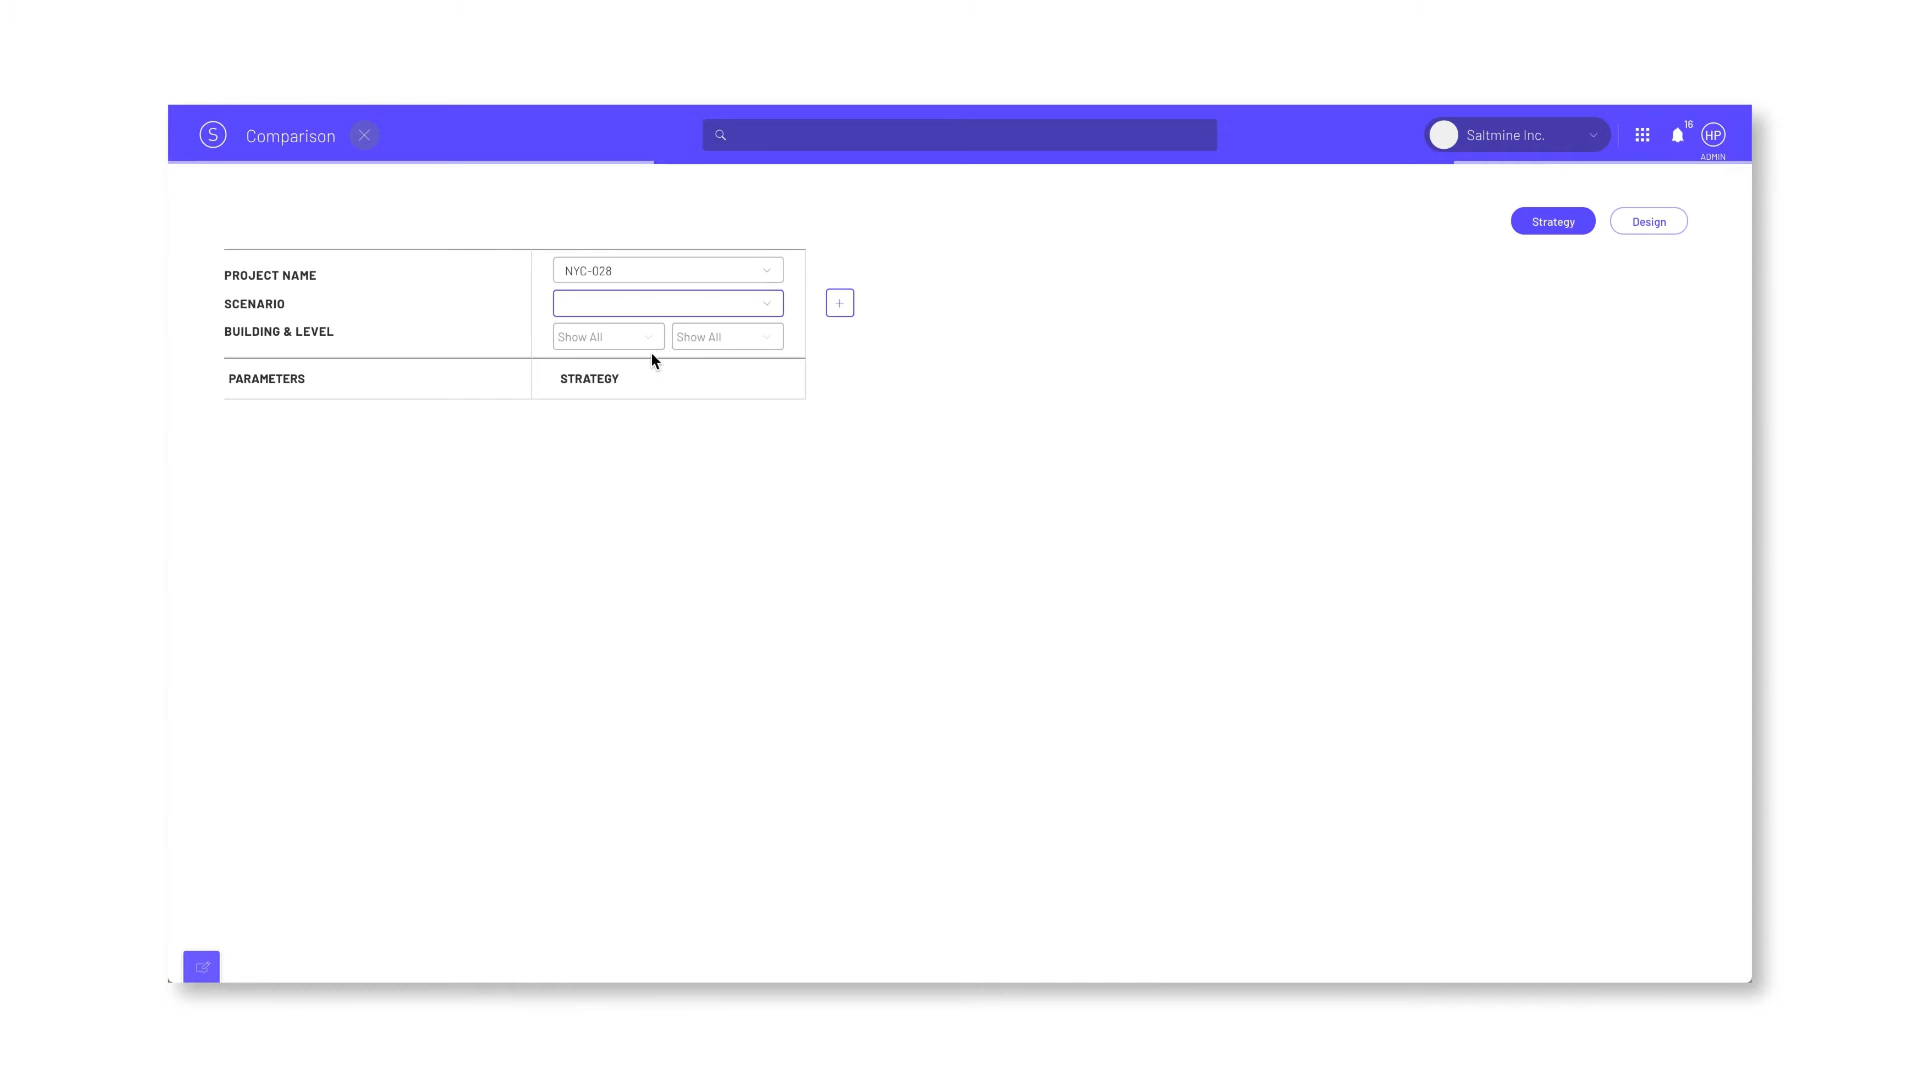 S Comparison
Saltmine Inc.
16
HP
ADMIN
Strategy Design
PROJECT NAME NYC-028
SCENARIO
+
BUILDING & LEVEL Show All Show All
PARAMETERS STRATEGY